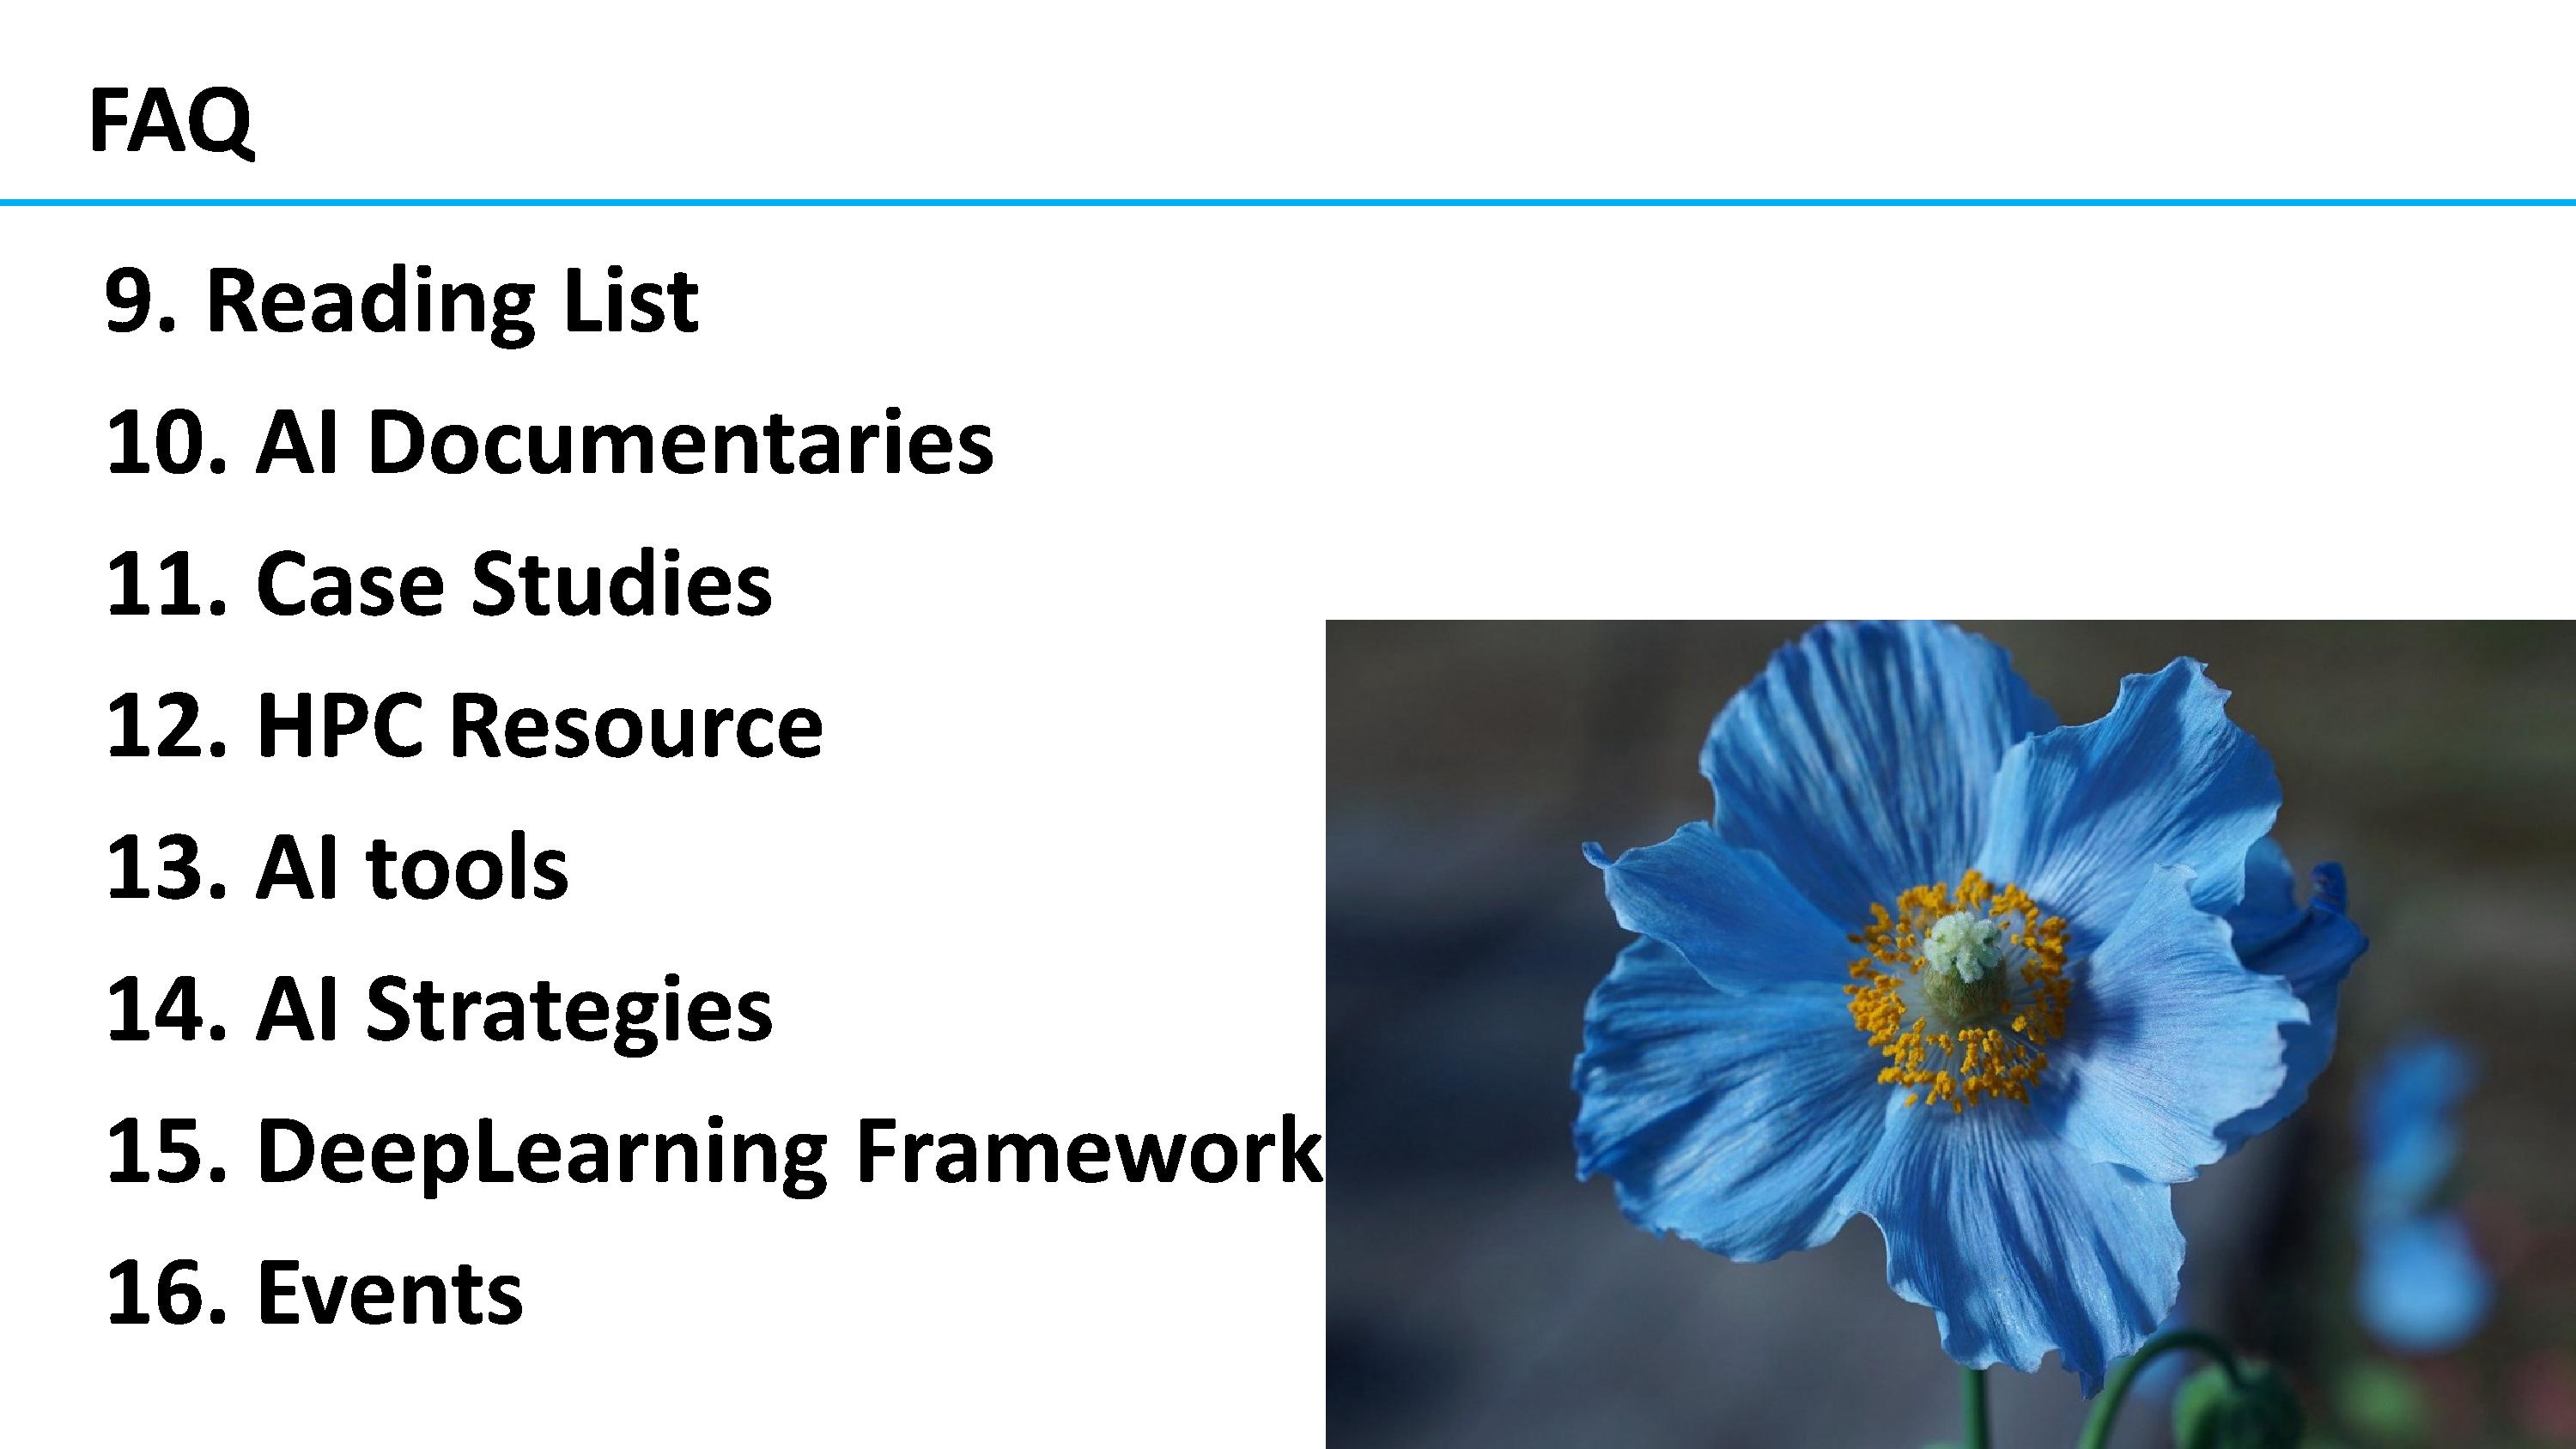 FAQ
9. Reading List
10. AI Documentaries
11. Case Studies
12. HPC Resource
13. AI tools
14. AI Strategies
15. DeepLearning Framework
16. Events